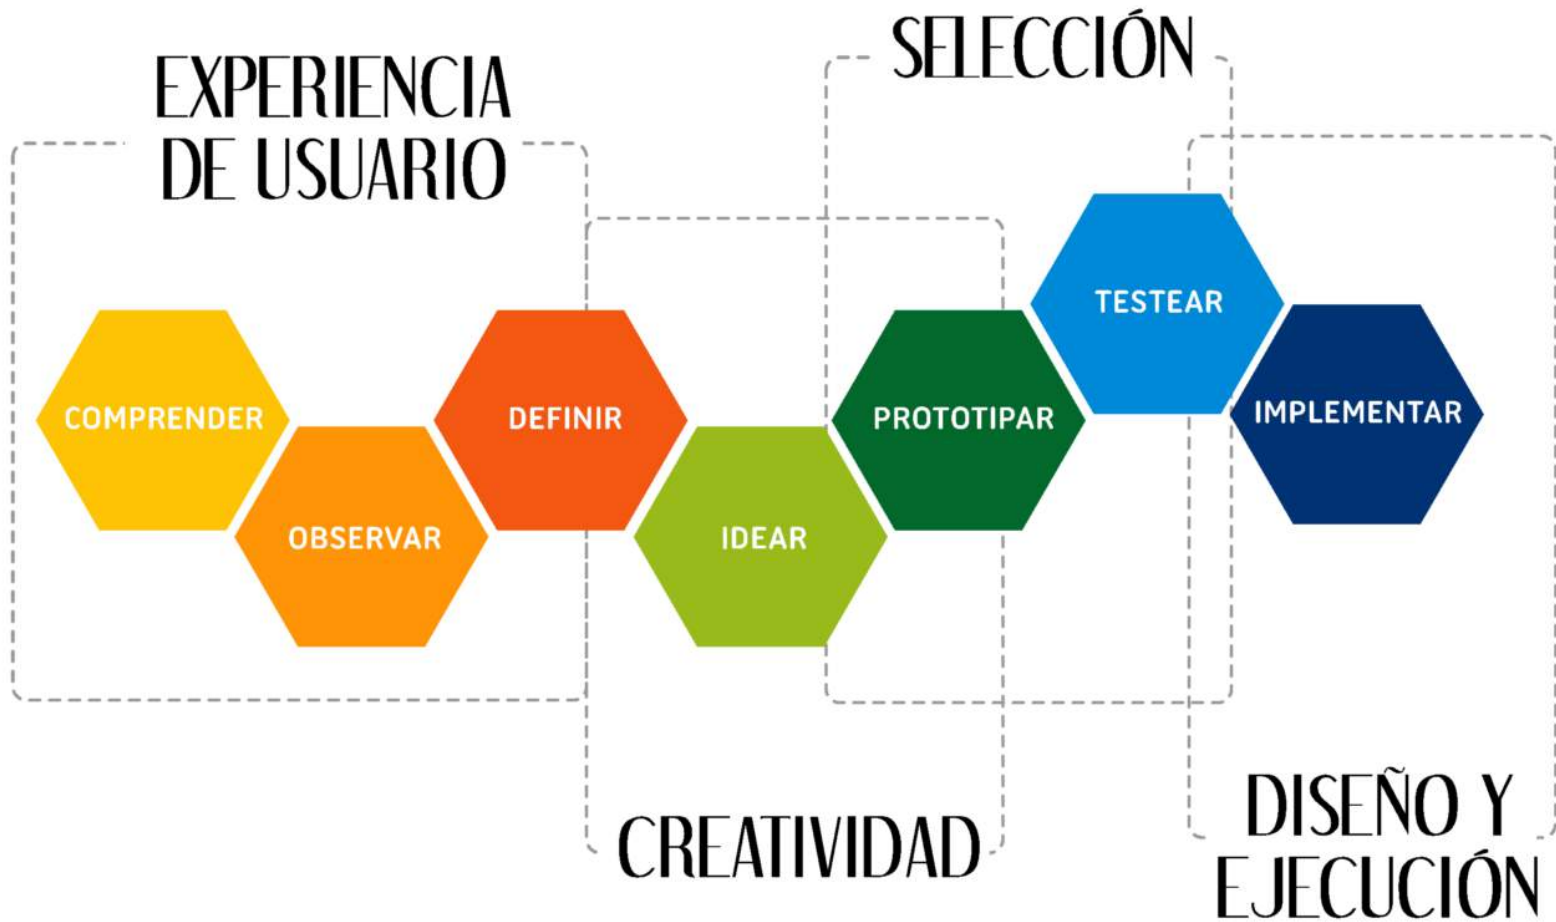 SELECCIÓN
EXPERIENCIA
DE USUARIO
COMPRENDER
OBSERVAR
DEFINIR
IDEAR
PROTOTIPAR
TESTEAR
IMPLEMENTAR
CREATIVIDAD
DISEÑO Y
EJECUCIÓN